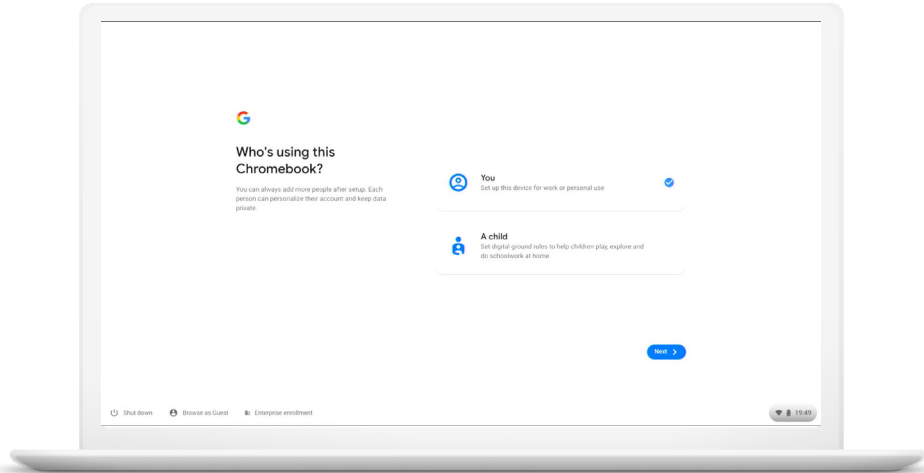 Who's using this
Chromebook?
You can always add more people after setup. Each
person can personalize their account and keep data
private.
You
Set up this device for work or personal use
A child
Set digital ground rules to help children play, explore and
do schoolwork at home
Next
Shut down Browse as Guest Enterprise enrollment
19:49